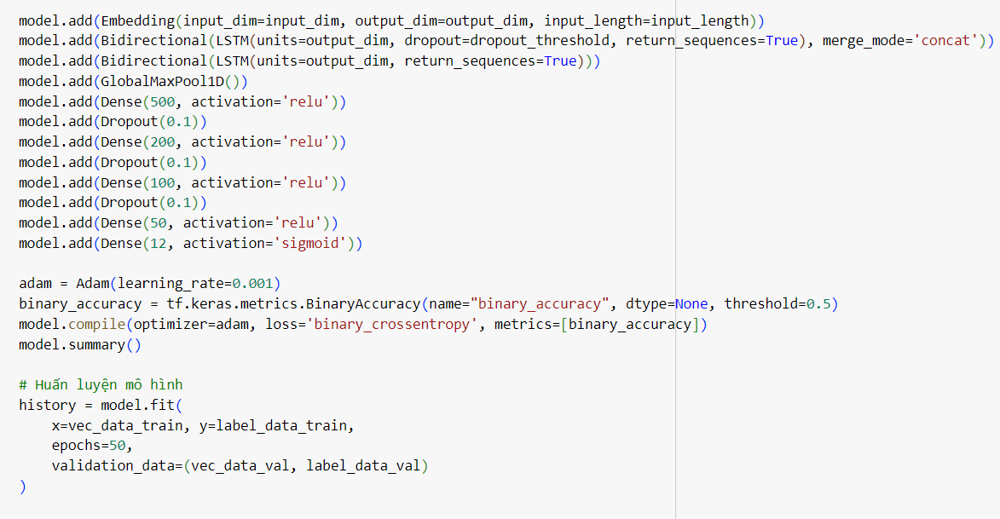 model.add(Embedding(input_dim=input_dim, output_dim=output_dim, input_length=input_length))
model.add(Bidirectional(LSTM(units=output_dim, dropout=dropout_threshold, return_sequences=True), merge_mode='concat'))
model.add(Bidirectional(LSTM(units=output_dim, return_sequences=True)))
model.add(GlobalMaxPool1D())
model.add(Dense(500, activation='relu'))
model.add(Dropout(0.1))
model.add(Dense(200, activation='relu'))
model.add(Dropout(0.1))
model.add(Dense(100, activation='relu'))
model.add(Dropout(0.1))
model.add(Dense(50, activation='relu'))
model.add(Dense(12, activation='sigmoid'))
adam = Adam(learning_rate=0.001)
binary_accuracy = tf.keras.metrics.BinaryAccuracy(name="binary_accuracy", dtype=None, threshold=0.5)
model.compile(optimizer=adam, loss='binary_crossentropy', metrics=[binary_accuracy])
model.summary()
# Huấn luyện mô hình
history = model.fit(
    x=vec_data_train, y=label_data_train,
    epochs=50,
    validation_data=(vec_data_val, label_data_val)
)